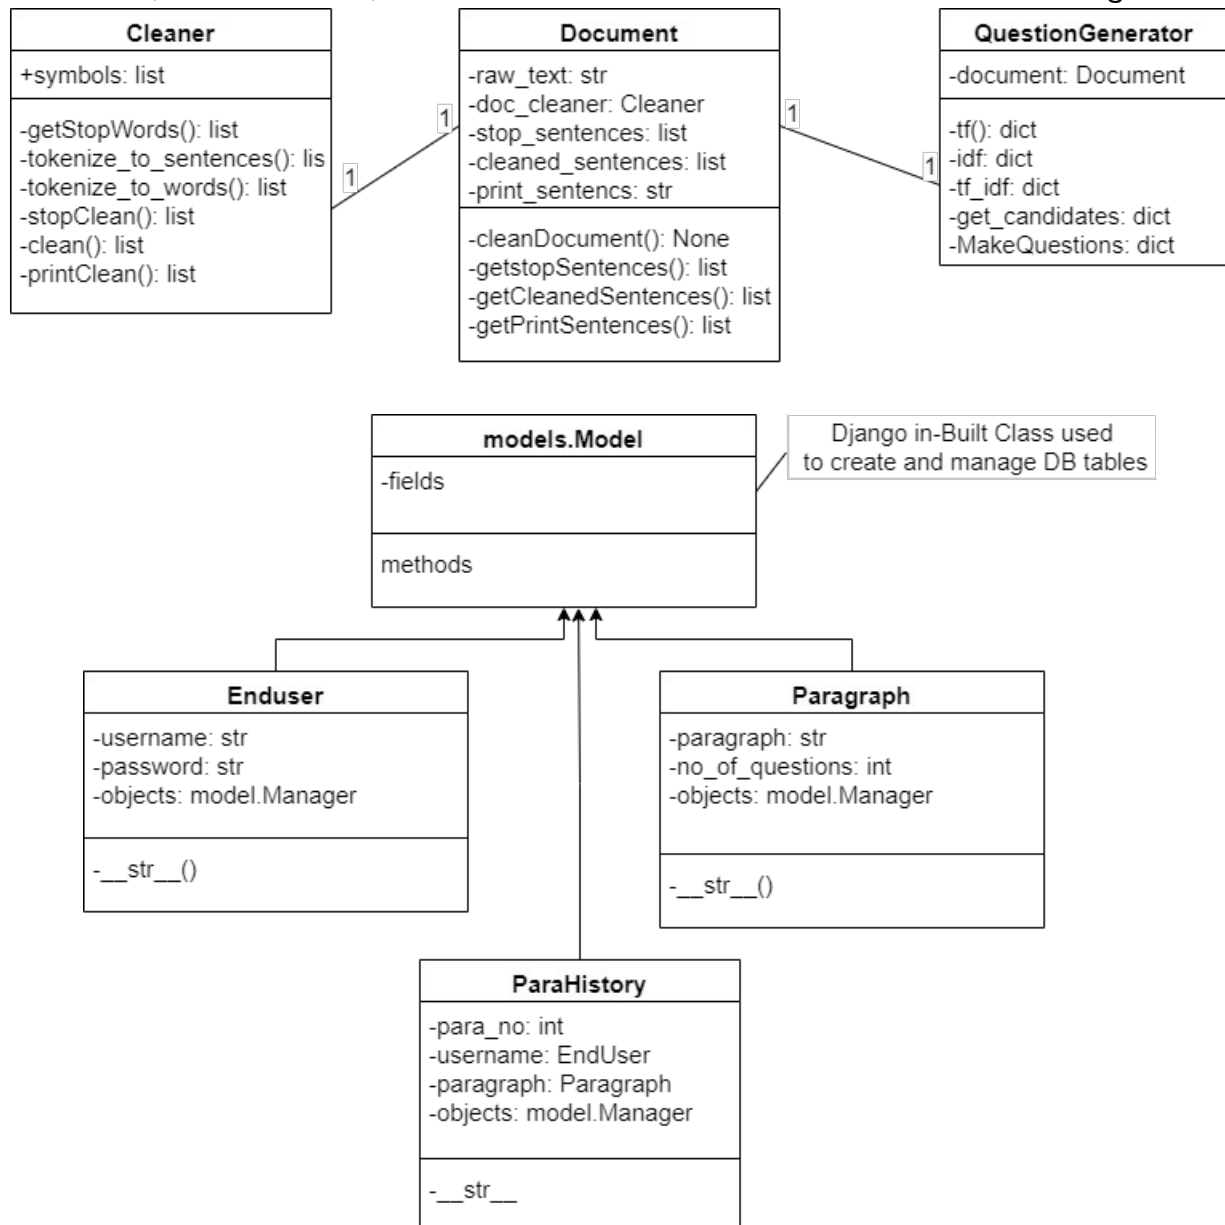 Cleaner
+symbols: list
-getStopWords(): list
-tokenize_to_sentences(): lis
-tokenize_to_words(): list
-stopClean(): list
-clean(): list
-printClean(): list
1
1
Document
-raw_text: str
-doc_cleaner: Cleaner
-stop_sentences: list
-cleaned_sentences: list
-print_sentencs: str
-cleanDocument(): None
-getstopSentences(): list
-getCleanedSentences(): list
-getPrintSentences(): list
1
1
QuestionGenerator
-document: Document
-tf(): dict
-idf: dict
-tf_idf: dict
-get_candidates: dict
-MakeQuestions: dict
models.Model
-fields
methods
Django in-Built Class used
to create and manage DB tables
Enduser
-username: str
-password: str
-objects: model.Manager
-__str__()
Paragraph
-paragraph: str
-no_of_questions: int
-objects: model.Manager
-__str__()
ParaHistory
-para_no: int
-username: EndUser
-paragraph: Paragraph
-objects: model.Manager
-__str__